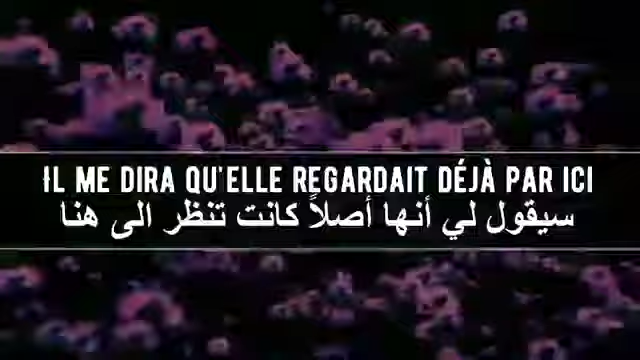 Il me dira qu'elle regardait déjà par ici
سيقول لي أنها أصلاً كانت تنظر الى هنا